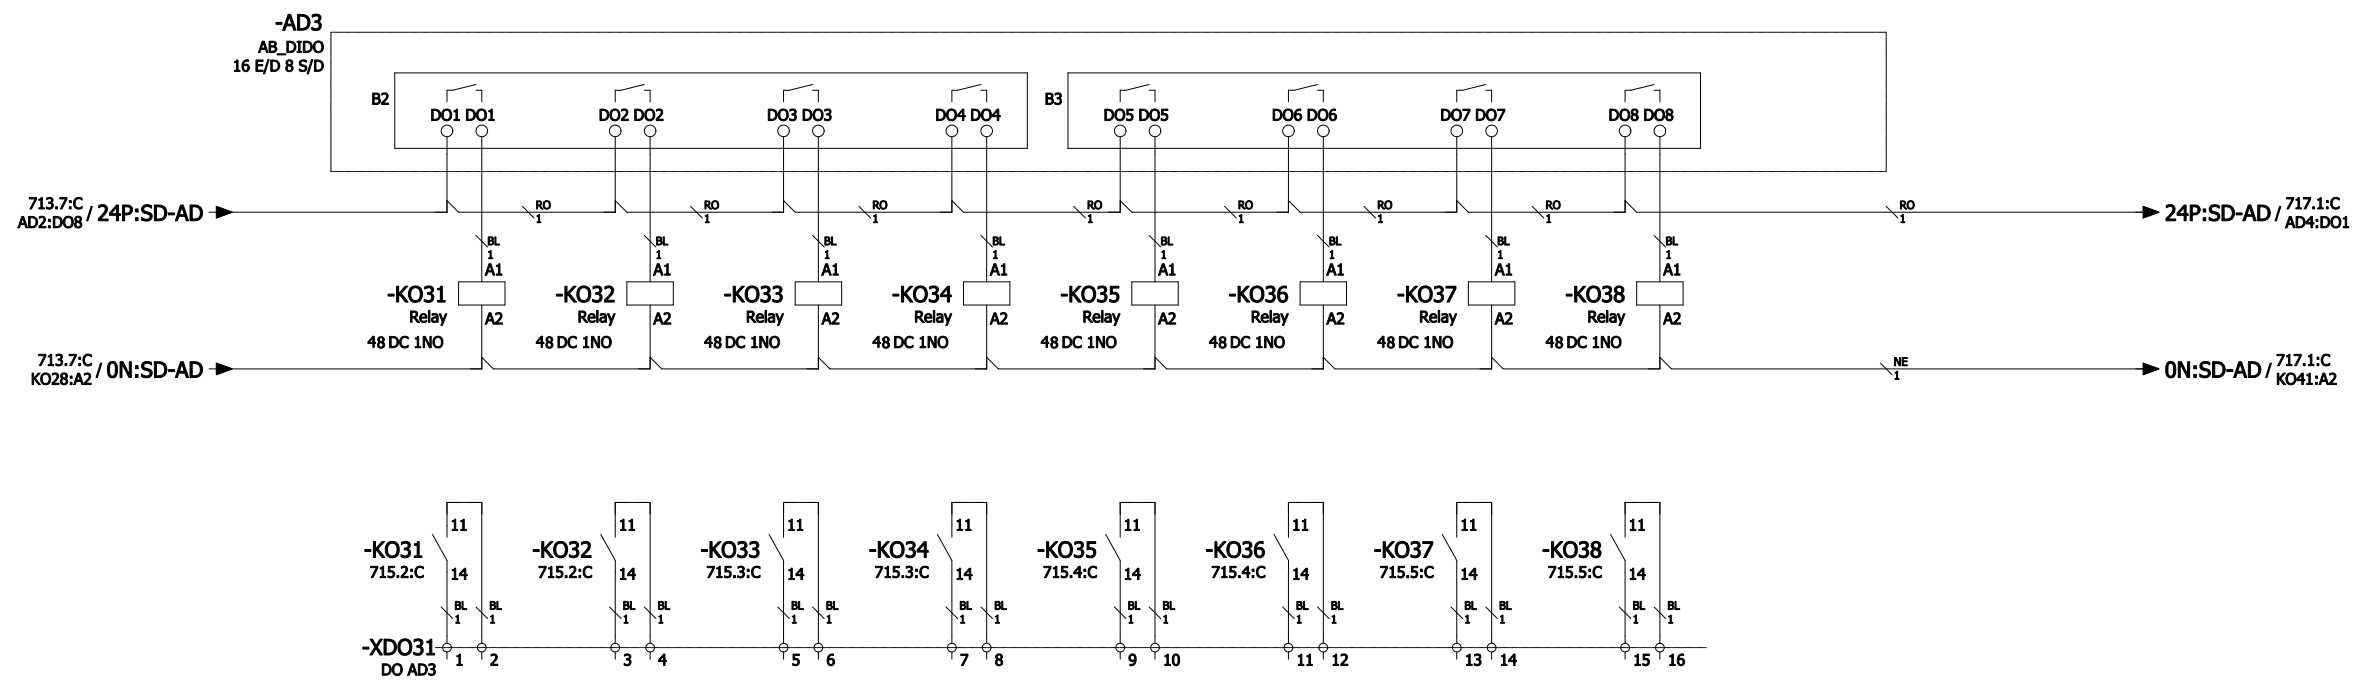 -AD3
AB_DIDO
16 E/D 8 S/D
B2
B3
DO1 DO1 DO2 DO2 DO3 DO3 DO4 DO4 DO5 DO5 DO6 DO6 DO7 DO7 DO8 DO8
713.7:C
AD2:DO8
/ 24P:SD-AD
RO RO RO RO RO RO RO RO
1 1 1 1 1 1 1 1
24P:SD-AD /
717.1:C
AD4:DO1
BL BL BL BL BL BL BL BL
1 1 1 1 1 1 1 1
A1 A1 A1 A1 A1 A1 A1 A1
-KO31 -KO32 -KO33 -KO34 -KO35 -KO36 -KO37 -KO38
Relay A2 Relay A2 Relay A2 Relay A2 Relay A2 Relay A2 Relay A2 Relay A2
48 DC 1NO 48 DC 1NO 48 DC 1NO 48 DC 1NO 48 DC 1NO 48 DC 1NO 48 DC 1NO 48 DC 1NO
713.7:C
KO28:A2
/ 0N:SD-AD
NE
1
0N:SD-AD /
717.1:C
KO41:A2
11 11 11 11 11 11 11 11
-KO31 -KO32 -KO33 -KO34 -KO35 -KO36 -KO37 -KO38
715.2:C 14 715.2:C 14 715.3:C 14 715.3:C 14 715.4:C 14 715.4:C 14 715.5:C 14 715.5:C 14
BL BL BL BL BL BL BL BL BL BL BL BL BL BL BL BL
1 1 1 1 1 1 1 1 1 1 1 1 1 1 1 1
-XDO31
DO AD3
1 2 3 4 5 6 7 8 9 10 11 12 13 14 15 16